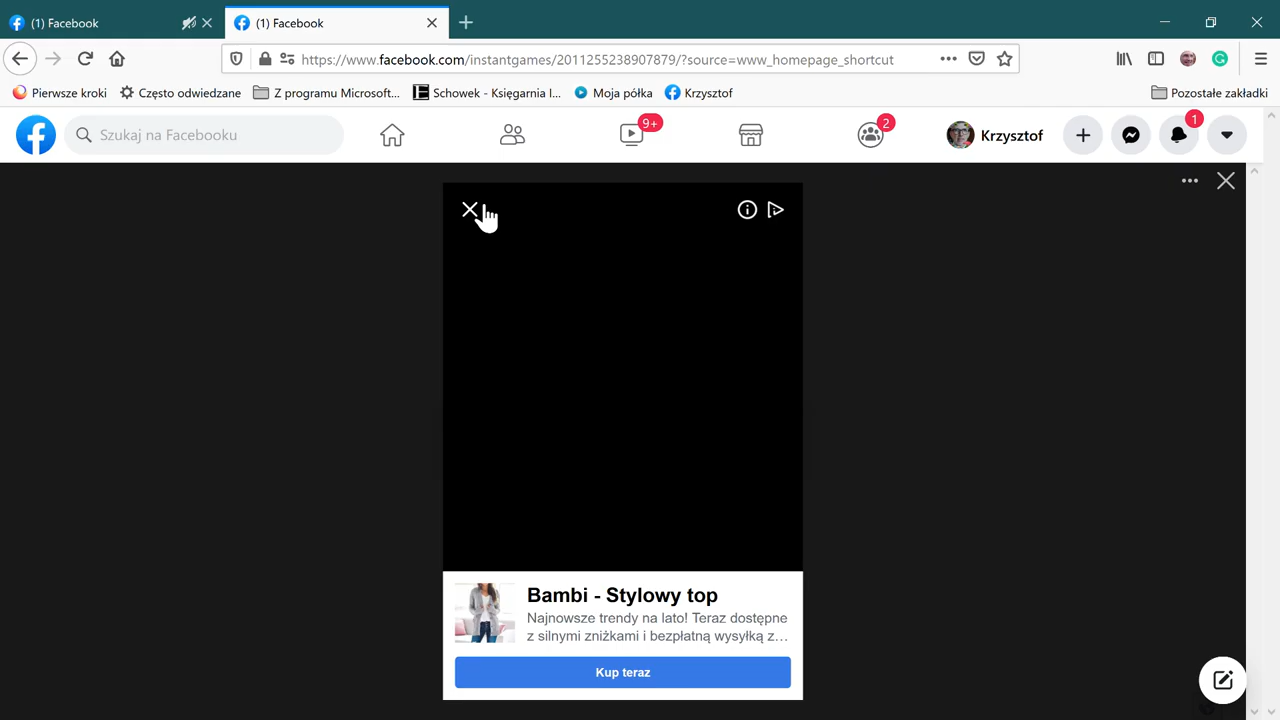 (1) Facebook
(1) Facebook
https://www.facebook.com/instantgames/2011255238907879/?source=www_homepage_shortcut
Pierwsze kroki
Często odwiedzane
Z programu Microsoft...
Schowek - Księgarnia I...
Moja półka
Krzysztof
Pozostałe zakładki
Szukaj na Facebooku
9+
2
Krzysztof
1
Bambi - Stylowy top
Najnowsze trendy na lato! Teraz dostępne
z silnymi zniżkami i bezpłatną wysyłką z...
Kup teraz